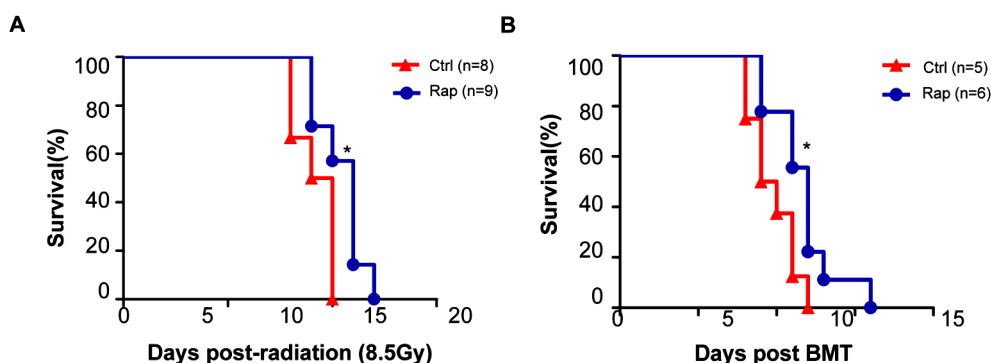 A
Survival(%)
100
80
60
40
20
0
0
5
10
15
20
Days post-radiation (8.5Gy)
Ctrl (n=8)
Rap (n=9)
*
B
Survival(%)
100
80
60
40
20
0
0
5
10
15
Days post BMT
Ctrl (n=5)
Rap (n=6)
*